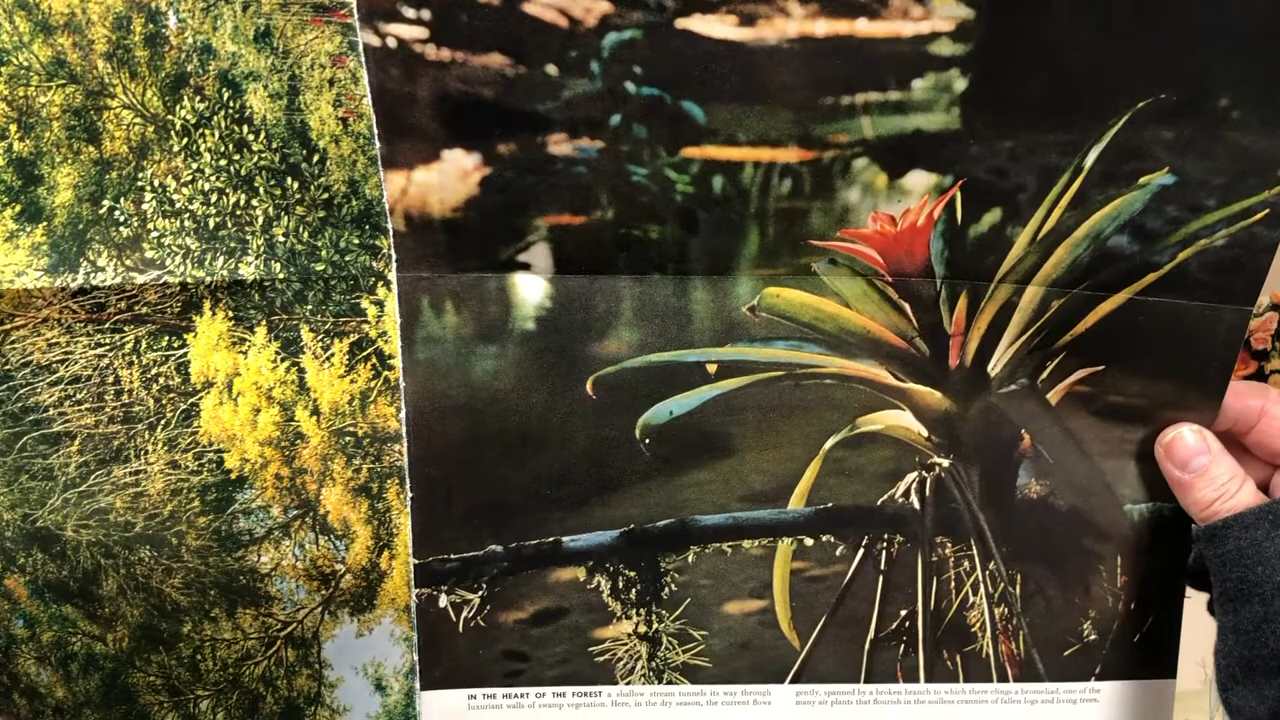 IN THE HEART OF THE FOREST a shallow stream tunnels its way through
luxuriant walls of swamp vegetation. Here, in the dry season, the current flows
gently, spanned by a broken branch to which there clings a bromeliad, one of the
many air plants that flourish in the soilless crannies of fallen logs and living trees.